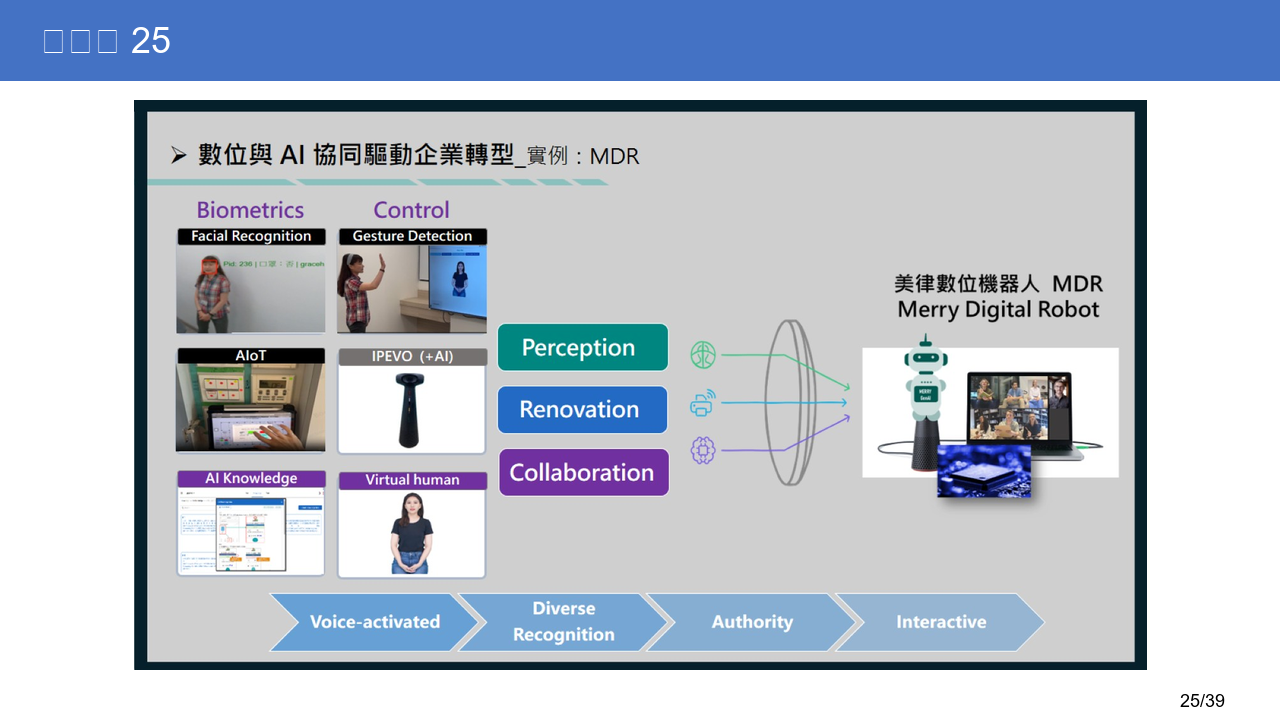 25
➢ 數位與 AI 協同驅動企業轉型_實例：MDR
Biometrics
Control
Facial Recognition
Gesture Detection
Pid: 236 | 口罩：否 | graceh
AIoT
IPEVO（+AI）
AI Knowledge
Virtual human
Perception
Renovation
Collaboration
美律數位機器人 MDR
Merry Digital Robot
MERRY
Voice-activated
Diverse
Recognition
Authority
Interactive
25/39